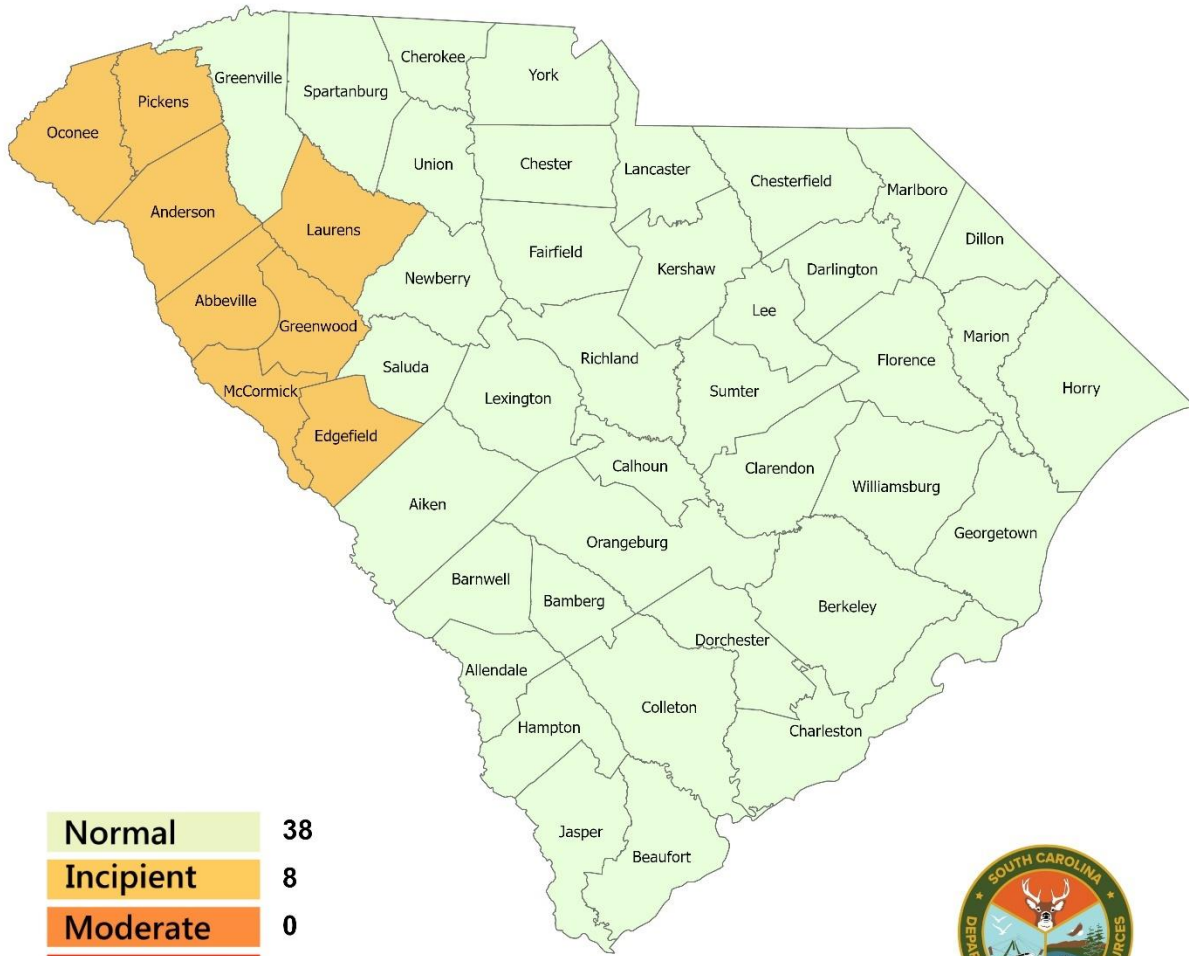 Cherokee
York
Greenville
Spartanburg
Pickens
Oconee
Union
Chester
Lancaster
Chesterfield
Marlboro
Anderson
Laurens
Dillon
Fairfield
Newberry
Kershaw
Darlington
Abbeville
Lee
Greenwood
Marion
Richland
Florence
Saluda
McCormick
Sumter
Horry
Lexington
Edgefield
Calhoun
Clarendon
Williamsburg
Aiken
Georgetown
Orangeburg
Barnwell
Bamberg
Berkeley
Dorchester
Allendale
Colleton
Hampton
Charleston
Jasper
Beaufort
Normal 38
Incipient 8
Moderate 0
SOUTH CAROLINA